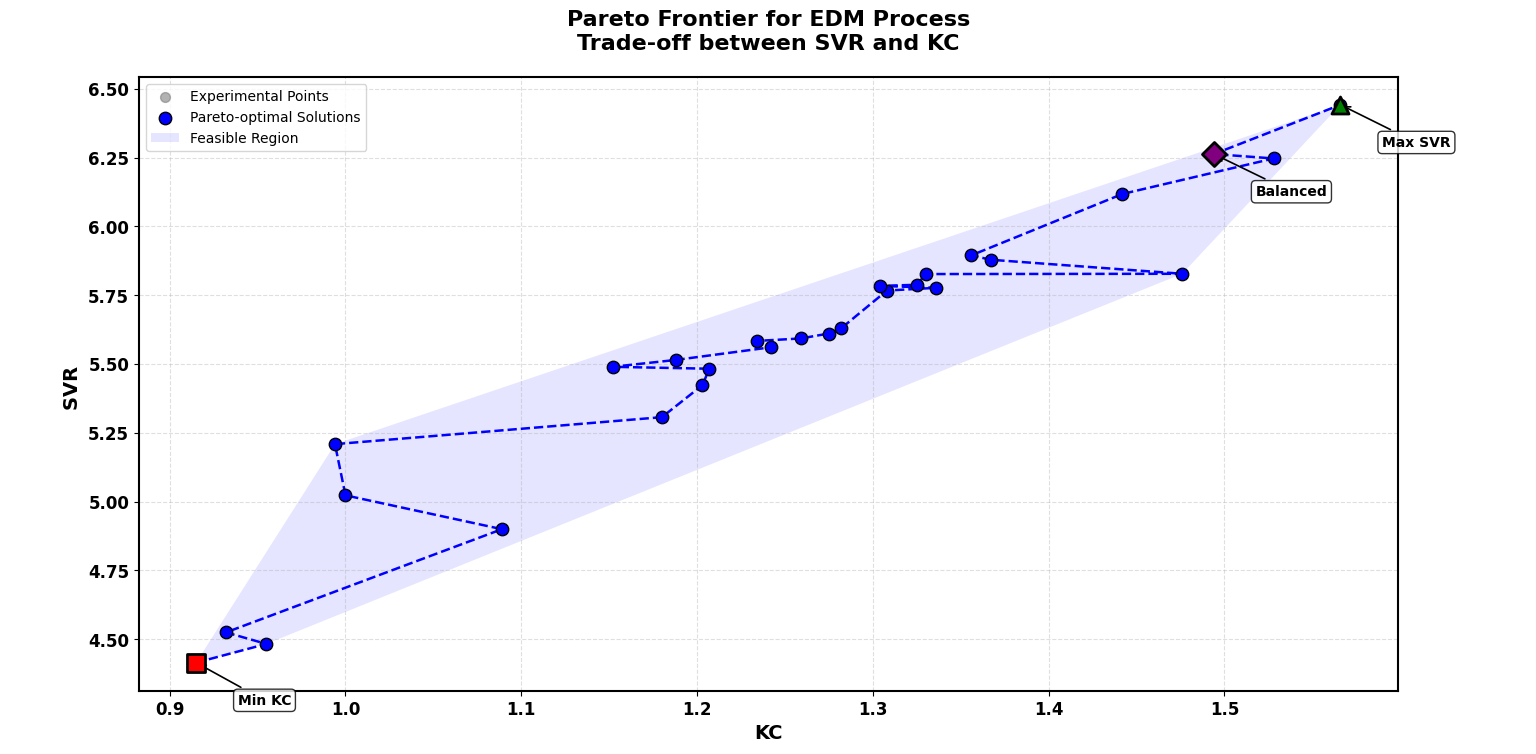 Pareto Frontier for EDM Process
Trade-off between SVR and KC
Experimental Points
Pareto-optimal Solutions
Feasible Region
Max SVR
Balanced
Min KC
SVR
6.50
6.25
6.00
5.75
5.50
5.25
5.00
4.75
4.50
0.9 1.0 1.1 1.2 1.3 1.4 1.5
KC